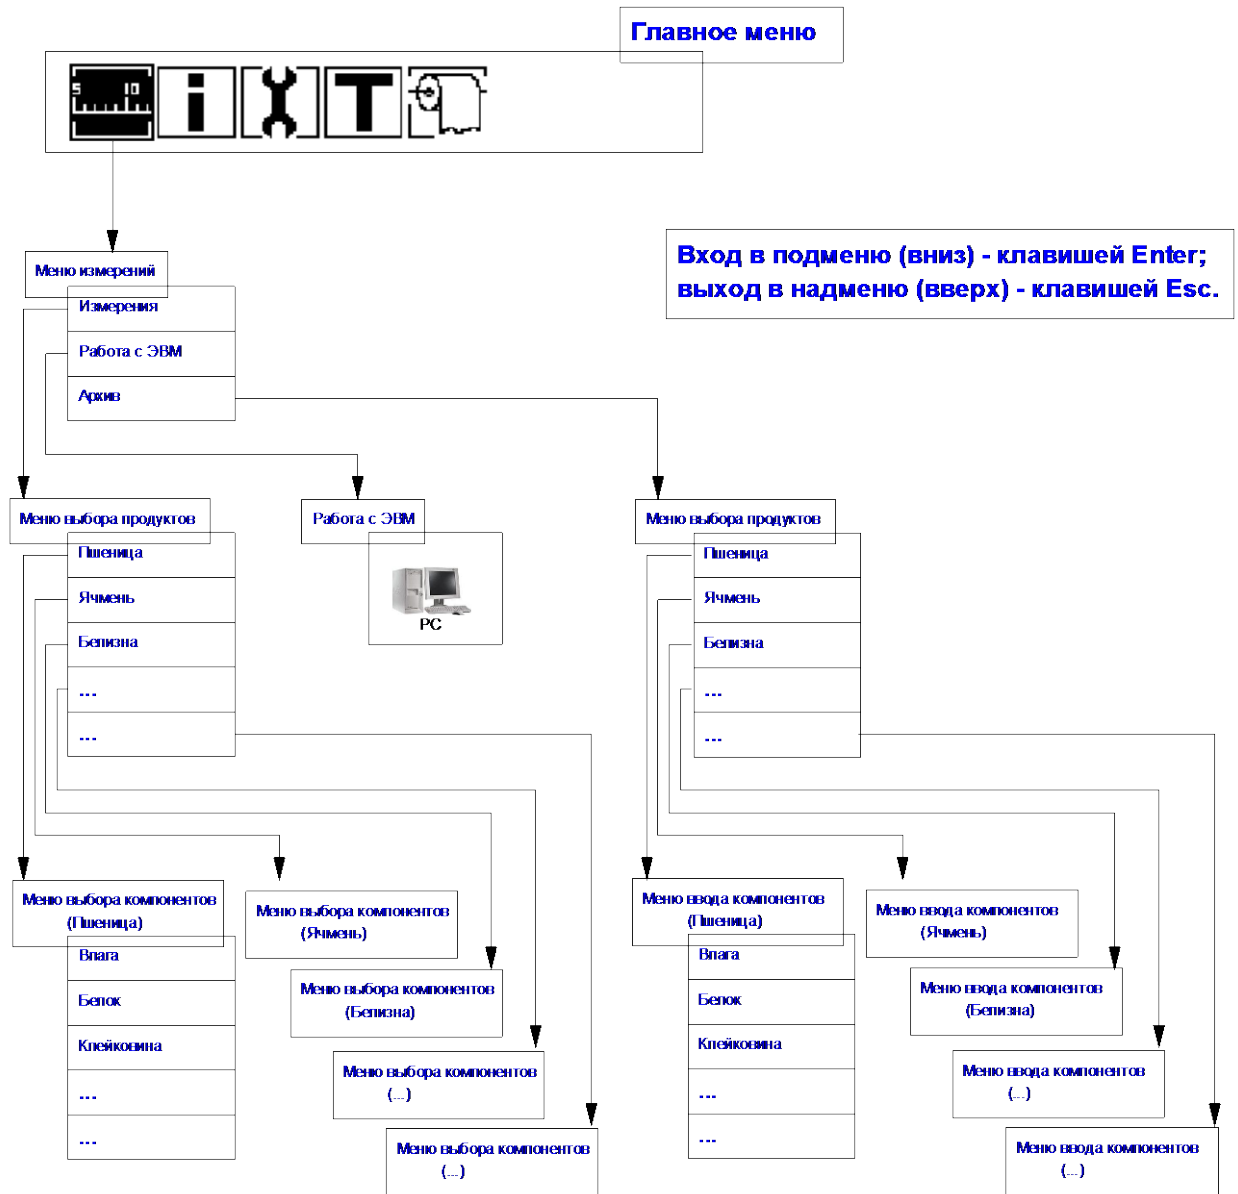 Главное меню
5 10
i
T
Вход в подменю (вниз) - клавишей Enter;
выход в надменю (вверх) - клавишей Esc.
Меню измерений
Измерения
Работа с ЭВМ
Архив
Меню выбора продуктов
Пшеница
Ячмень
Белизна
...
...
Работа с ЭВМ
PC
Меню выбора продуктов
Пшеница
Ячмень
Белизна
...
...
Меню выбора компонентов
(Пшеница)
Влага
Белок
Клейковина
...
...
Меню выбора компонентов
(Ячмень)
Меню выбора компонентов
(Белизна)
Меню выбора компонентов
(...)
Меню выбора компонентов
(...)
Меню ввода компонентов
(Пшеница)
Влага
Белок
Клейковина
...
...
Меню ввода компонентов
(Ячмень)
Меню ввода компонентов
(Белизна)
Меню ввода компонентов
(...)
Меню ввода компонентов
(...)